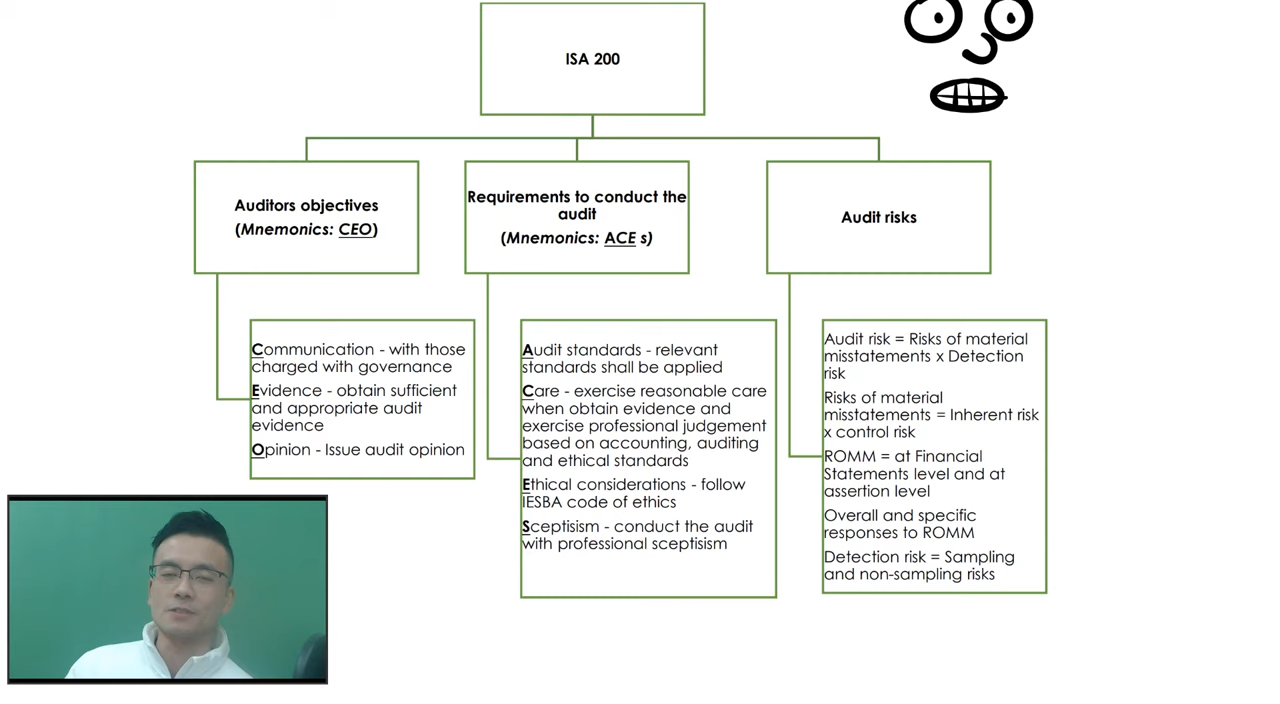 ISA 200
Auditors objectives
(Mnemonics: CEO)
Requirements to conduct the
audit
(Mnemonics: ACE s)
Audit risks
Communication - with those
charged with governance
Evidence - obtain sufficient
and appropriate audit
evidence
Opinion - Issue audit opinion
Audit standards - relevant
standards shall be applied
Care - exercise reasonable care
when obtain evidence and
exercise professional judgement
based on accounting, auditing
and ethical standards
Ethical considerations - follow
IESBA code of ethics
Sceptisism - conduct the audit
with professional sceptisism
Audit risk = Risks of material
misstatements x Detection
risk
Risks of material
misstatements = Inherent risk
x control risk
ROMM = at Financial
Statements level and at
assertion level
Overall and specific
responses to ROMM
Detection risk = Sampling
and non-sampling risks